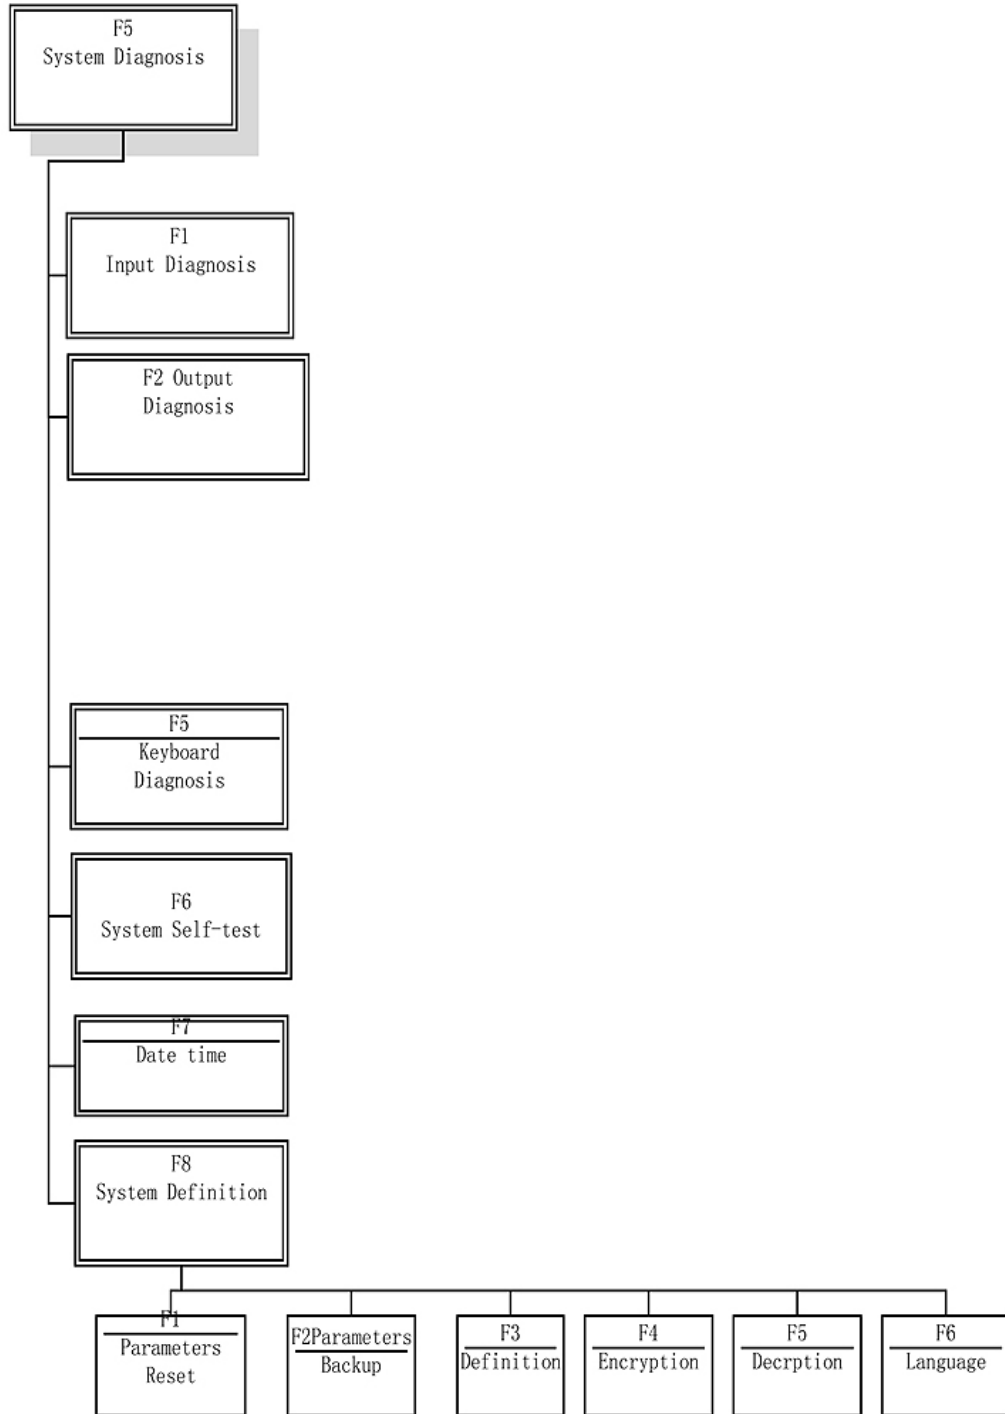 F5
System Diagnosis
F1
Input Diagnosis
F2 Output
Diagnosis
F5
Keyboard
Diagnosis
F6
System Self-test
F7
Date time
F8
System Definition
F1
Parameters
Reset
F2Parameters
Backup
F3
Definition
F4
Encryption
F5
Decrption
F6
Language